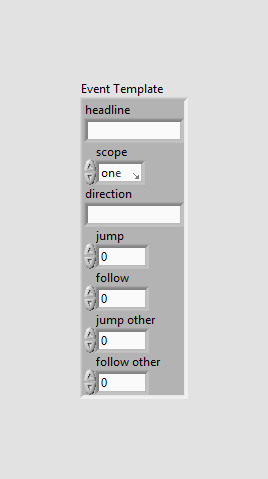 Event Template
headline
scope
one
direction
jump
0
follow
0
jump other
0
follow other
0